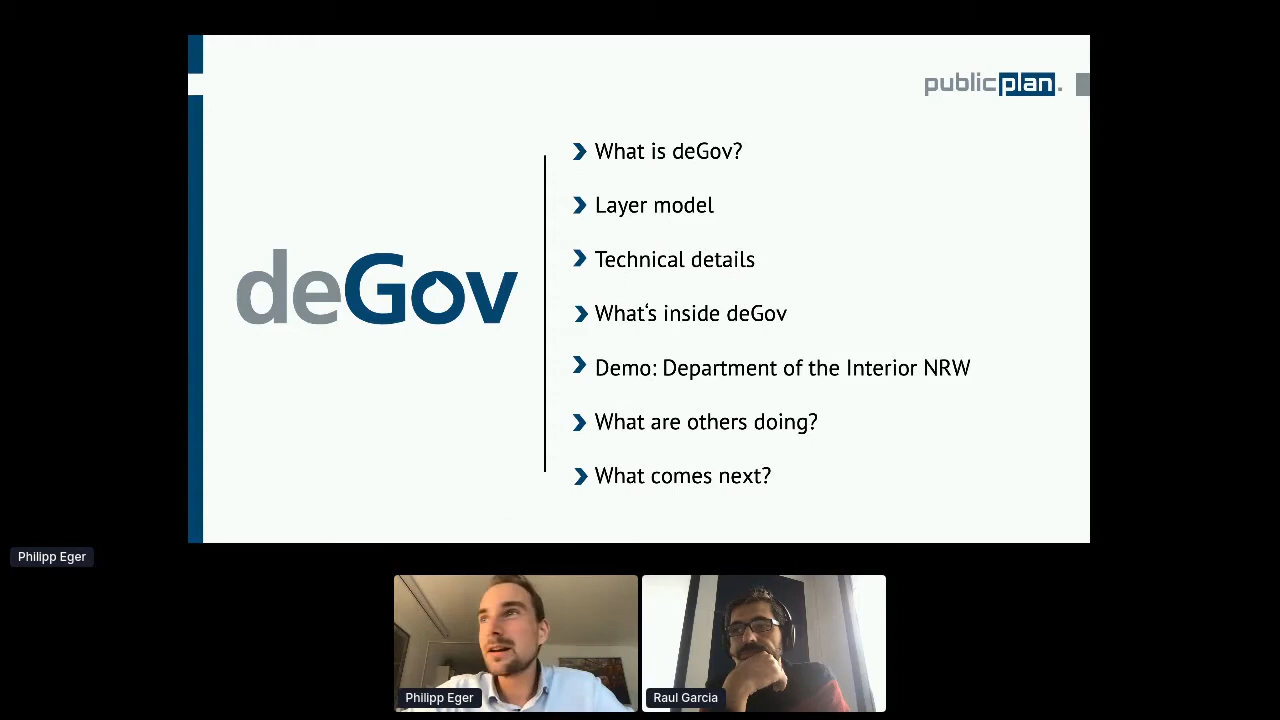 publicplan.
What is deGov?
Layer model
Technical details
deGov
What‘s inside deGov
Demo: Department of the Interior NRW
What are others doing?
What comes next?
Philipp Eger
Philipp Eger
Raul Garcia